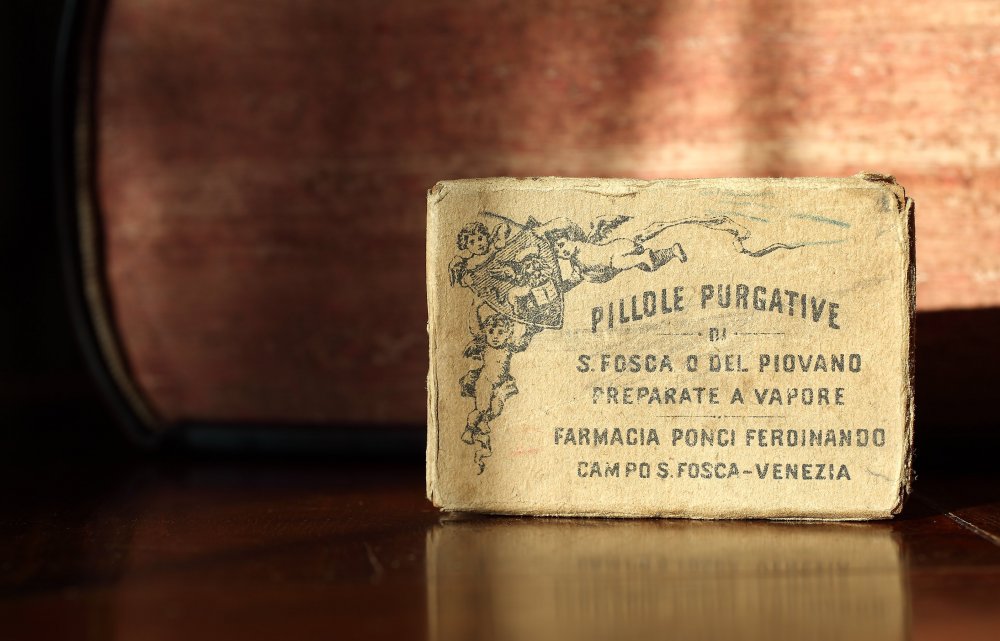 PILLOLE PURGATIVE
DI
S. FOSCA O DEL PIOVANO
PREPARATE A VAPORE
FARMACIA PONCI FERDINANDO
CAMPO S. FOSCA-VENEZIA